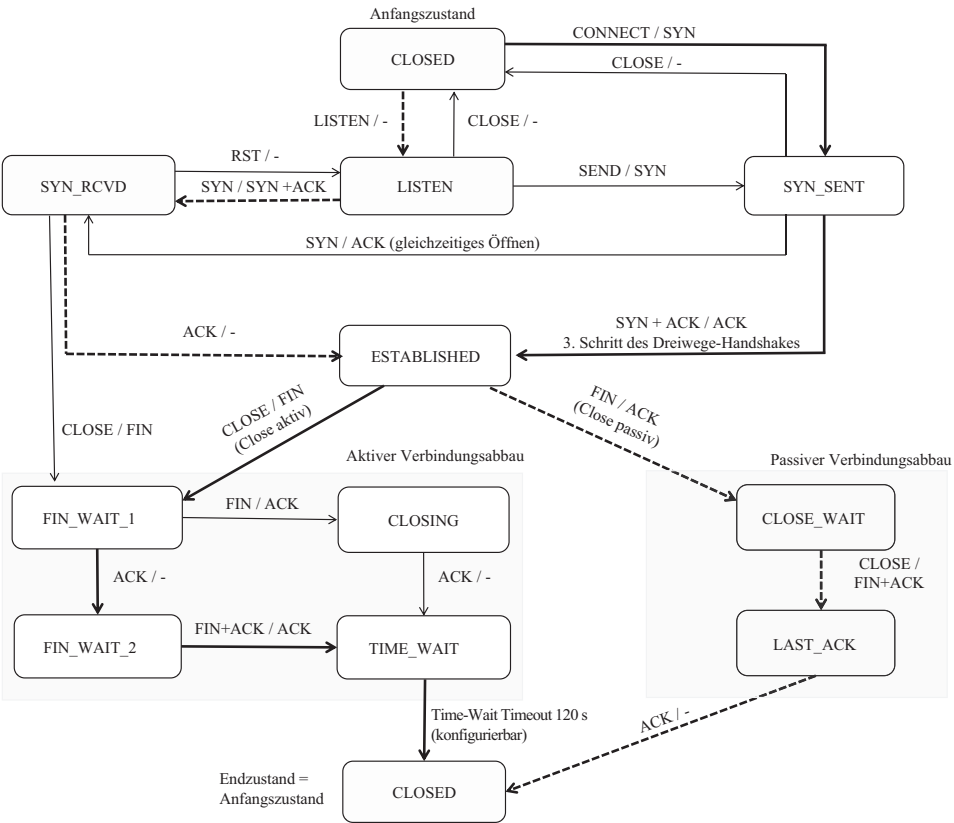 Anfangszustand
CONNECT / SYN
CLOSED
CLOSE / -
LISTEN / -
CLOSE / -
RST / -
SEND / SYN
SYN_RCVD
SYN / SYN +ACK
LISTEN
SYN_SENT
SYN / ACK (gleichzeitiges Öffnen)
ACK / -
SYN + ACK / ACK
3. Schritt des Dreiwege-Handshakes
ESTABLISHED
CLOSE / FIN
(Close aktiv)
FIN / ACK
(Close passiv)
CLOSE / FIN
Aktiver Verbindungsabbau
Passiver Verbindungsabbau
FIN_WAIT_1
FIN / ACK
CLOSING
CLOSE_WAIT
ACK / -
ACK / -
CLOSE /
FIN+ACK
FIN_WAIT_2
FIN+ACK / ACK
TIME_WAIT
LAST_ACK
Time-Wait Timeout 120 s
(konfigurierbar)
ACK / -
Endzustand =
Anfangszustand
CLOSED